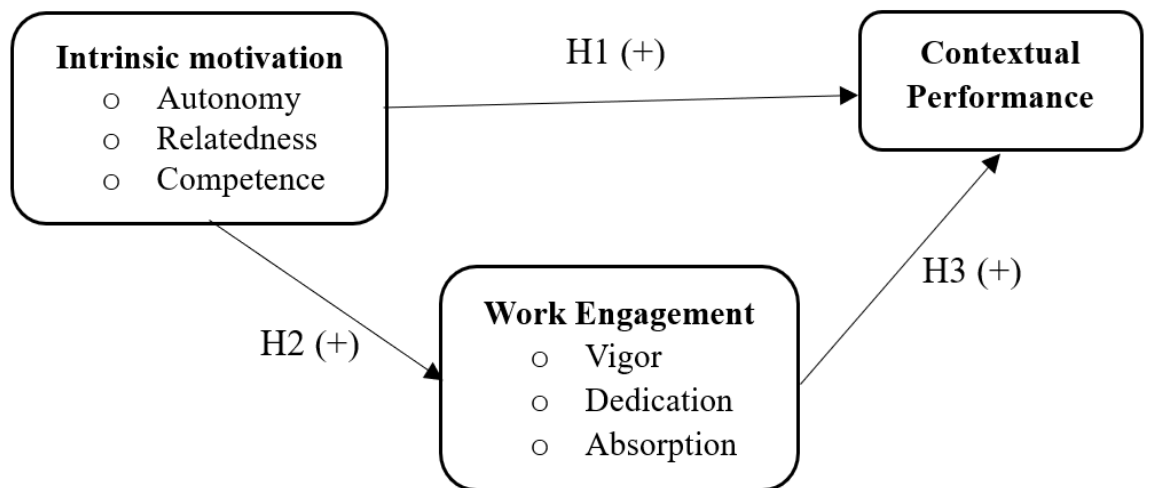 Intrinsic motivation
o Autonomy
o Relatedness
o Competence
H1 (+)
Contextual
Performance
H2 (+)
Work Engagement
o Vigor
o Dedication
o Absorption
H3 (+)